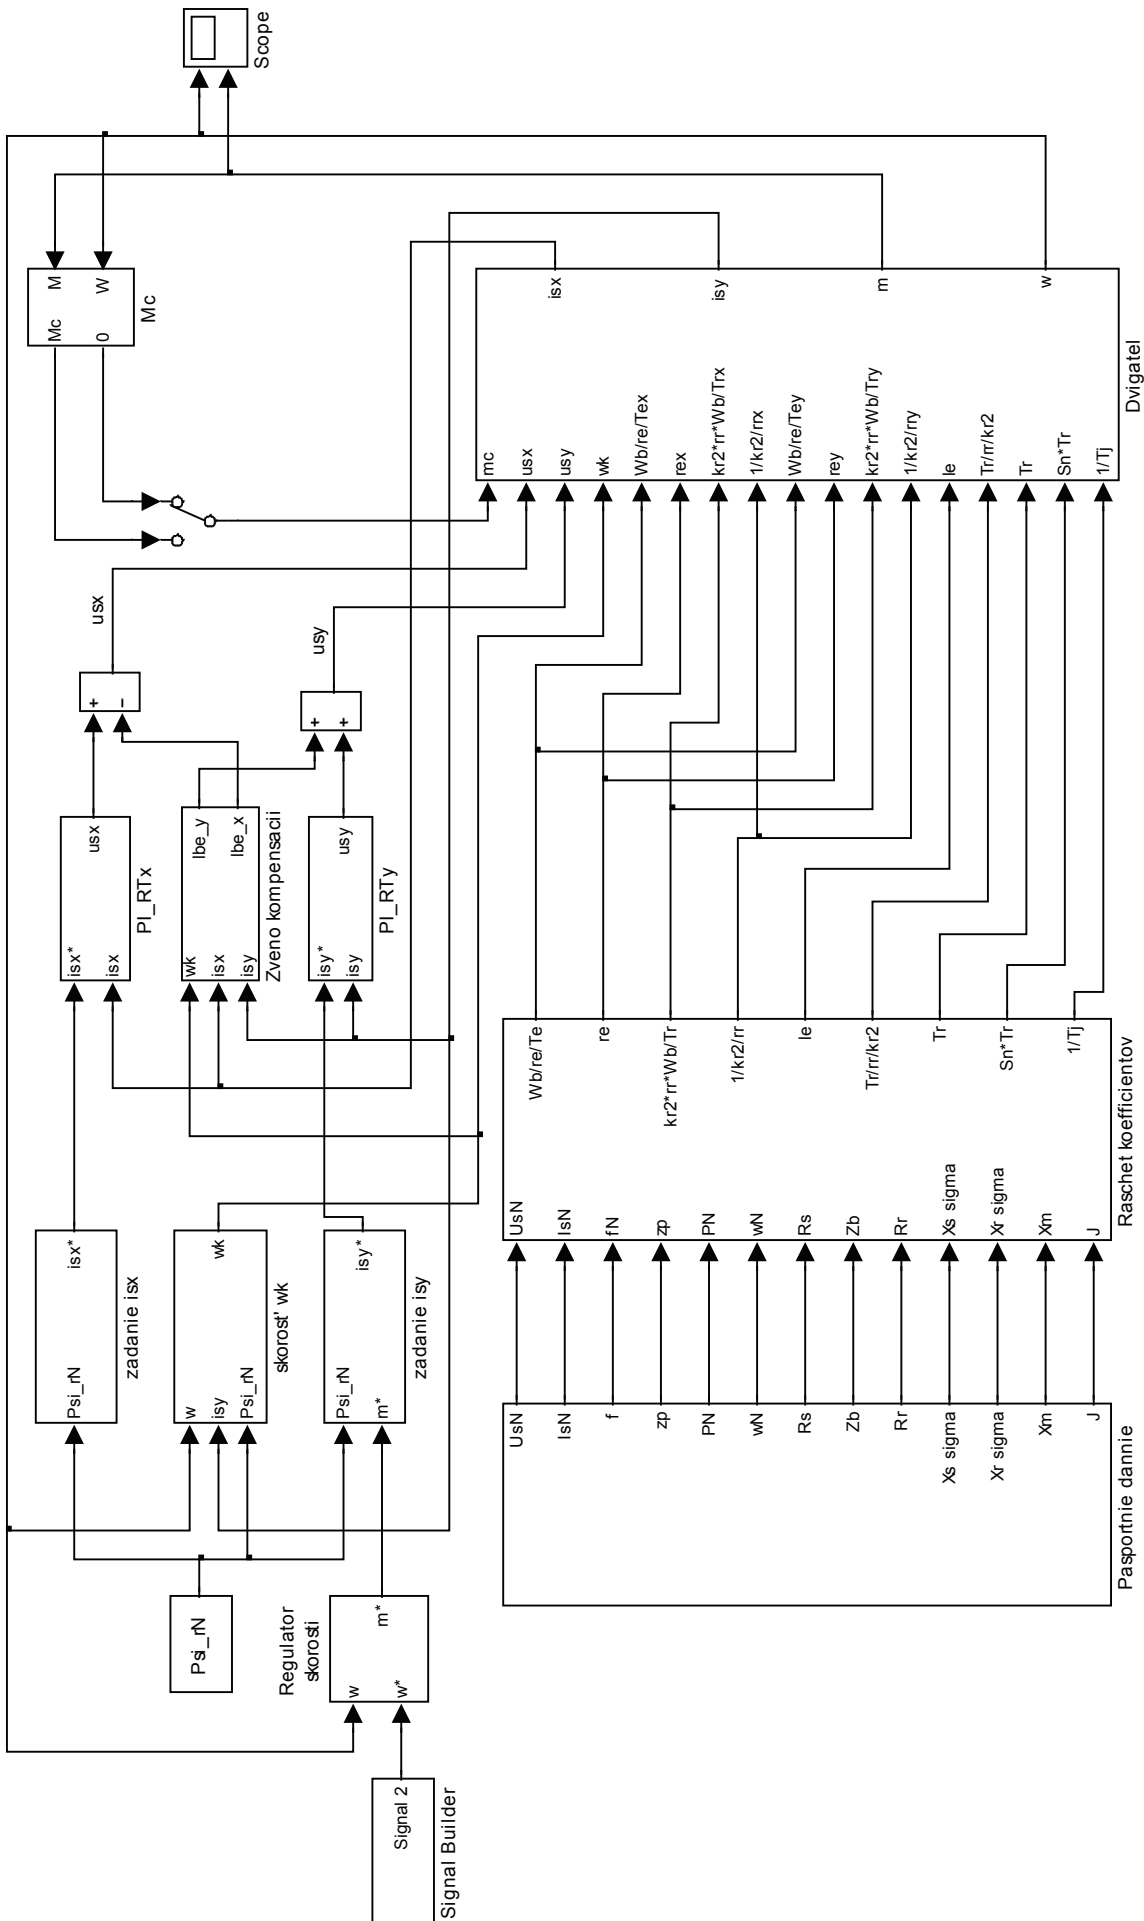 Signal 2
Signal Builder
w
w*
m*
Regulator
skorosti
Psi_rN
Psi_rN
isx*
zadanie isx
w
isy
Psi_rN
wk
skorost' wk
Psi_rN
m*
isy*
zadanie isy
isx*
isx
usx
PI_RTx
wk
isx
isy
lbe_y
lbe_x
Zveno kompensacii
isy*
isy
usy
PI_RTy
+
−
usx
+
+
usy
Mc
0
M
W
Mc
Scope
UsN
IsN
f
zp
PN
wN
Rs
Zb
Rr
Xs sigma
Xr sigma
Xm
J
Pasportnie dannie
UsN
IsN
fN
zp
PN
wN
Rs
Zb
Rr
Xs sigma
Xr sigma
Xm
J
Wb/re/Te
re
kr2*rr*Wb/Tr
1/kr2/rr
le
Tr/rr/kr2
Tr
Sn*Tr
1/Tj
Raschet koefficientov
mc
usx
usy
wk
Wb/re/Tex
rex
kr2*rr*Wb/Trx
1/kr2/rrx
Wb/re/Tey
rey
kr2*rr*Wb/Try
1/kr2/rry
le
Tr/rr/kr2
Tr
Sn*Tr
1/Tj
isx
isy
m
w
Dvigatel